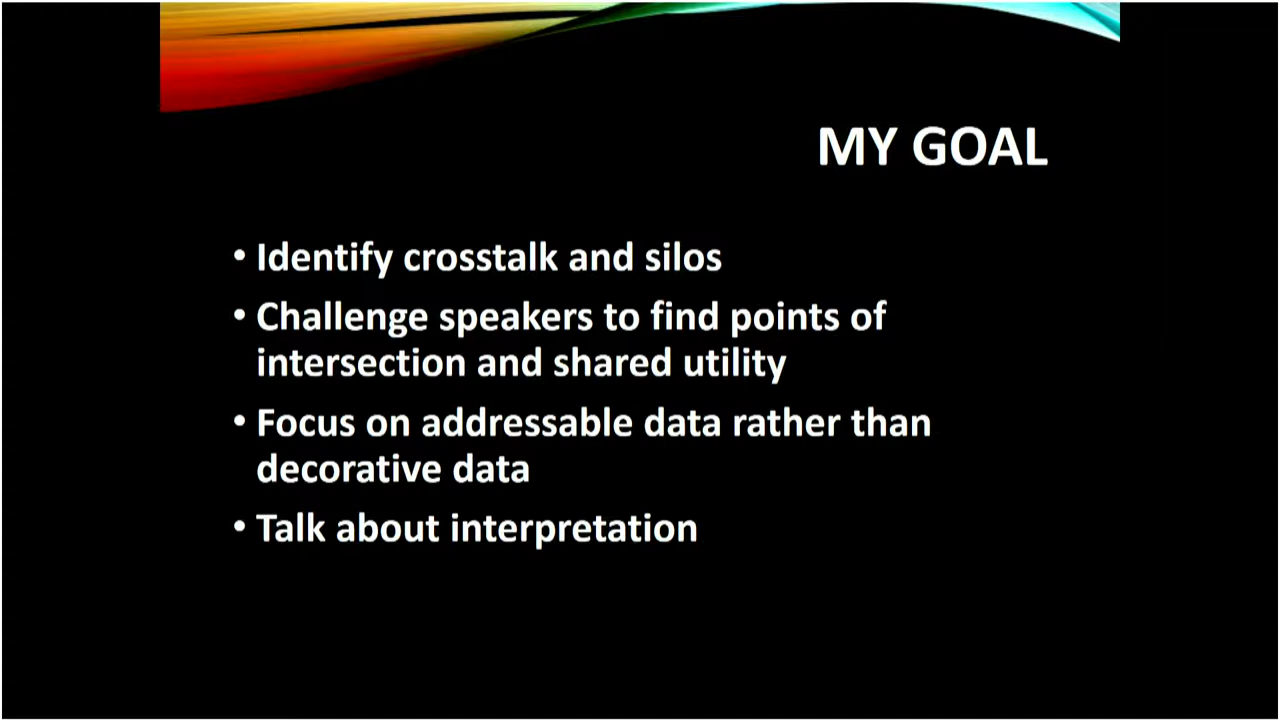 MY GOAL
• Identify crosstalk and silos
• Challenge speakers to find points of
intersection and shared utility
• Focus on addressable data rather than
decorative data
• Talk about interpretation